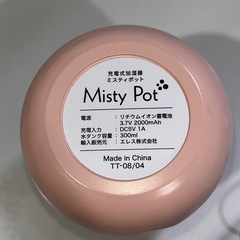 充電式加湿器
ミスティポット
Misty Pot
電源 : リチウムイオン蓄電池
3.7V 2000mAh
充電入力 : DC5V 1A
水タンク容量 : 300ml
輸入販売元 : エレス株式会社
Made in China
TT-08/04